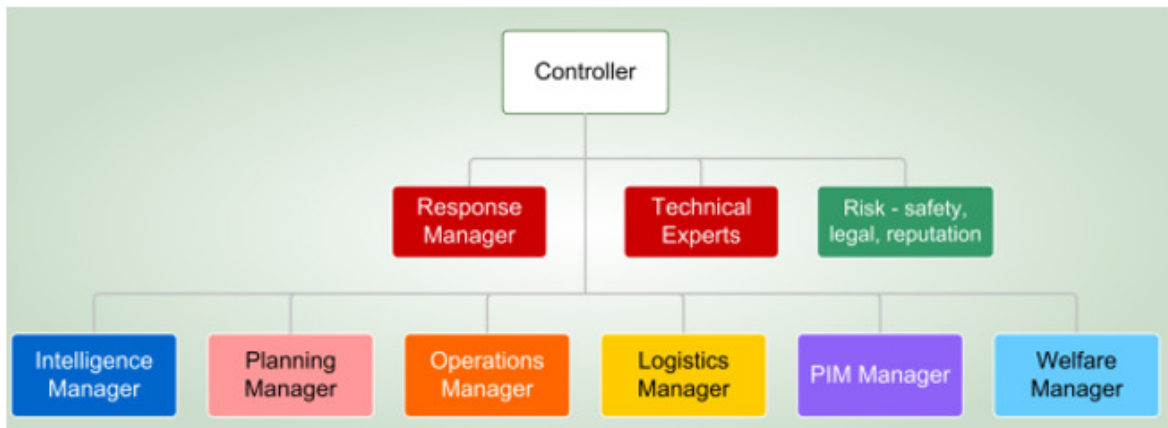 Controller
Response
Manager
Technical
Experts
Risk - safety,
legal, reputation
Intelligence
Manager
Planning
Manager
Operations
Manager
Logistics
Manager
PIM Manager
Welfare
Manager